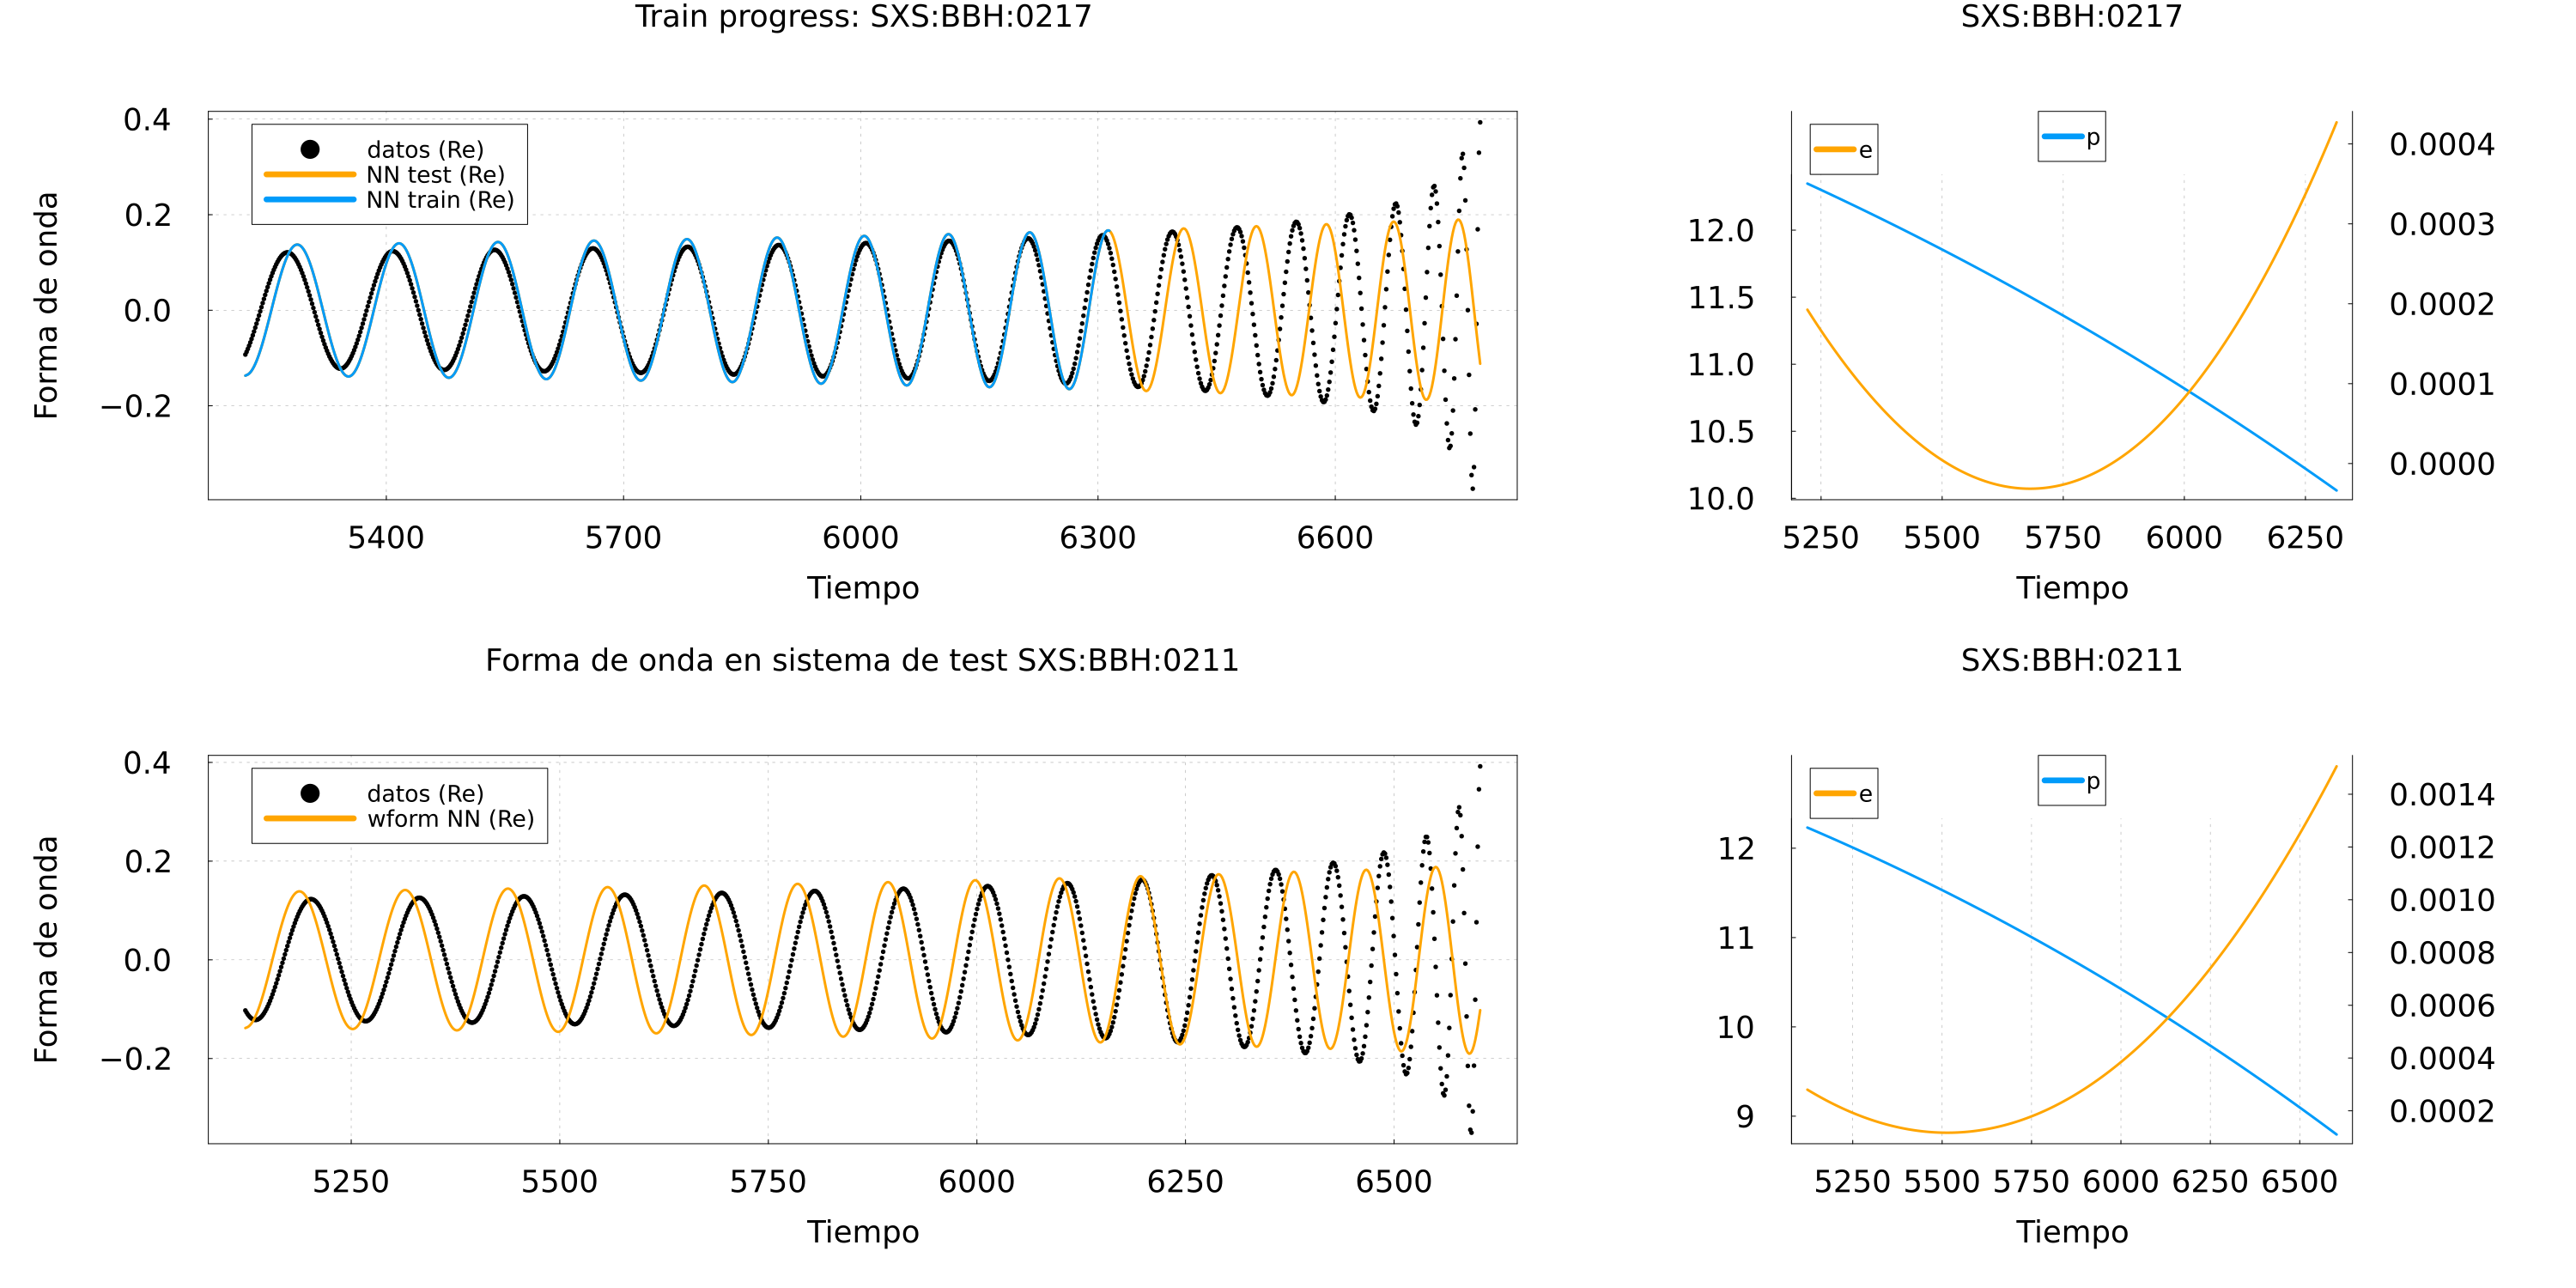 Train progress: SXS:BBH:0217
0.4
0.2
0.0
−0.2
Forma de onda
datos (Re)
NN test (Re)
NN train (Re)
5400 5700 6000 6300 6600
Tiempo
SXS:BBH:0217
12.0
11.5
11.0
10.5
10.0
e
p
0.0004
0.0003
0.0002
0.0001
0.0000
5250 5500 5750 6000 6250
Tiempo
Forma de onda en sistema de test SXS:BBH:0211
0.4
0.2
0.0
−0.2
Forma de onda
datos (Re)
wform NN (Re)
5250 5500 5750 6000 6250 6500
Tiempo
SXS:BBH:0211
12
11
10
9
e
p
0.0014
0.0012
0.0010
0.0008
0.0006
0.0004
0.0002
5250 5500 5750 6000 6250 6500
Tiempo